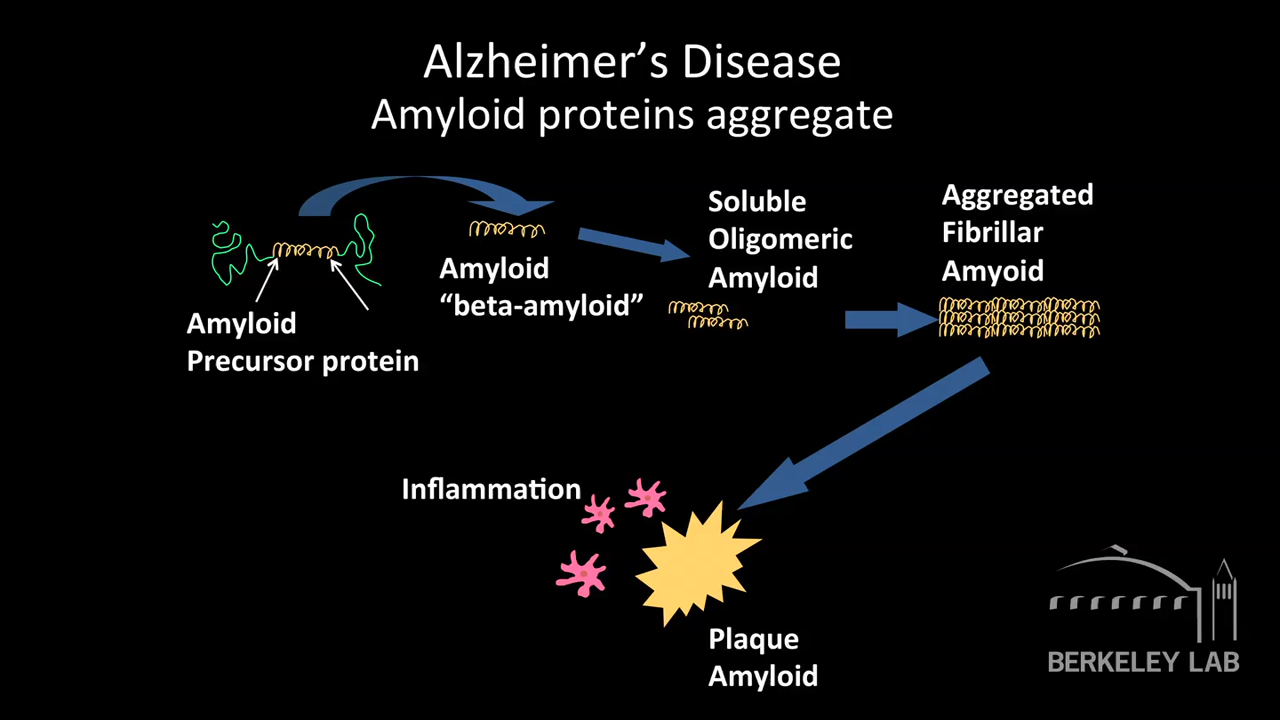 Alzheimer’s Disease
Amyloid proteins aggregate
Amyloid
Precursor protein
Amyloid
“beta-amyloid”
Soluble
Oligomeric
Amyloid
Aggregated
Fibrillar
Amyoid
Inflammation
Plaque
Amyloid
BERKELEY LAB